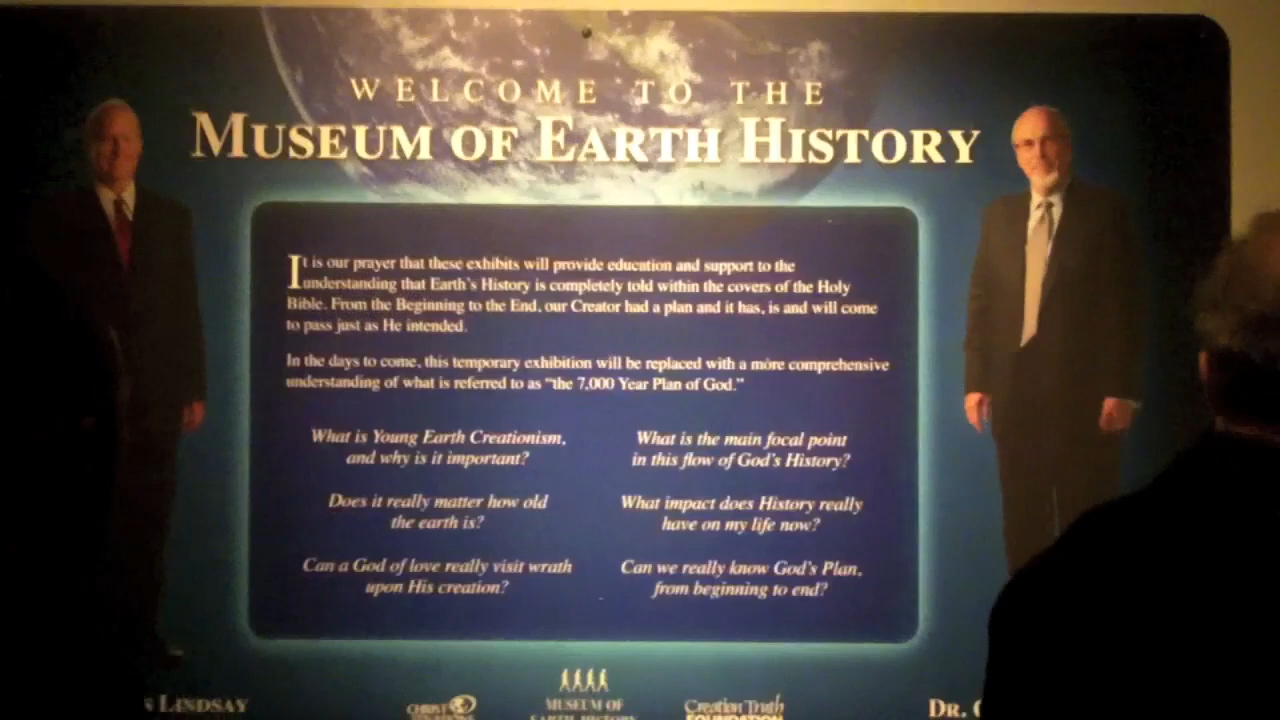 WELCOME TO THE
MUSEUM OF EARTH HISTORY
It is our prayer that these exhibits will provide education and support to the
understanding that Earth's History is completely told within the covers of the Holy
Bible. From the Beginning to the End, our Creator had a plan and it has, is and will come
to pass just as He intended.
In the days to come, this temporary exhibition will be replaced with a more comprehensive
understanding of what is referred to as "the 7,000 Year Plan of God."
What is Young Earth Creationism,
and why is it important?
Does it really matter how old
the earth is?
Can a God of love really visit wrath
upon His creation?
What is the main focal point
in this flow of God's History?
What impact does History really
have on my life now?
Can we really know God's Plan,
from beginning to end?
LINDSAY
CHRIST
MUSEUM OF
EARTH HISTORY
Creation Truth
FOUNDATION
DR.